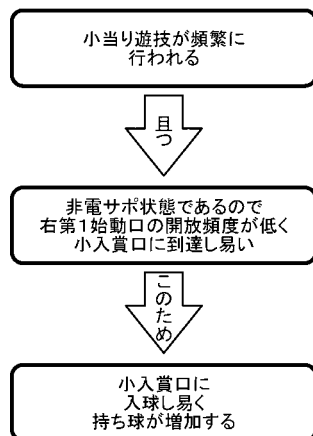 小当り遊技が頻繁に
行われる
且つ
非電サポ状態であるので
右第1始動口の開放頻度が低く
小入賞口に到達し易い
このため
小入賞口に
入球し易く
持ち球が増加する